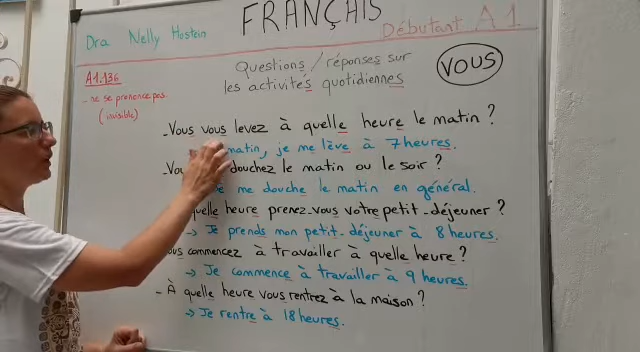 FRANÇAIS
Dra Nelly Hostein
Débutant A1
A1.136
Questions / réponses sur
les activités quotidiennes
VOUS
- ne se prononce pas.
(invisible)
- Vous vous levez à quelle heure le matin ?
matin, je me lève à 7 heures.
douchez le matin ou le soir ?
me douche le matin en général.
heure prenez-vous votre petit-déjeuner ?
→ Je prends mon petit-déjeuner à 8 heures.
commencez à travailler à quelle heure ?
→ Je commence à travailler à 9 heures.
- À quelle heure vous rentrez à la maison ?
→ Je rentre à 18 heures.